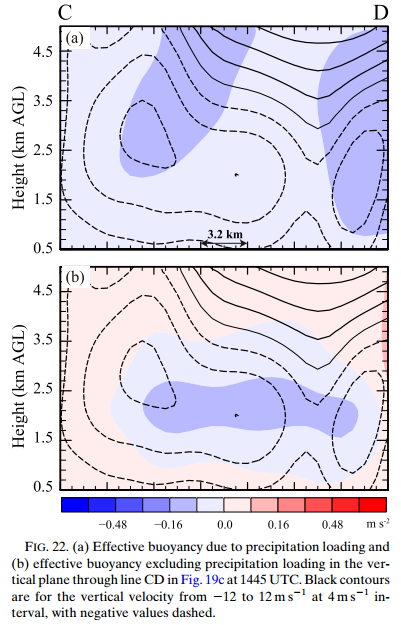 C D
(a)
4.5
3.5
2.5
1.5
0.5
Height (km AGL)
3.2 km
(b)
4.5
3.5
2.5
1.5
0.5
Height (km AGL)
−0.48 −0.16 0.0 0.16 0.48 m s⁻²
FIG. 22. (a) Effective buoyancy due to precipitation loading and
(b) effective buoyancy excluding precipitation loading in the ver-
tical plane through line CD in Fig. 19c at 1445 UTC. Black contours
are for the vertical velocity from −12 to 12 m s⁻¹ at 4 m s⁻¹ in-
terval, with negative values dashed.